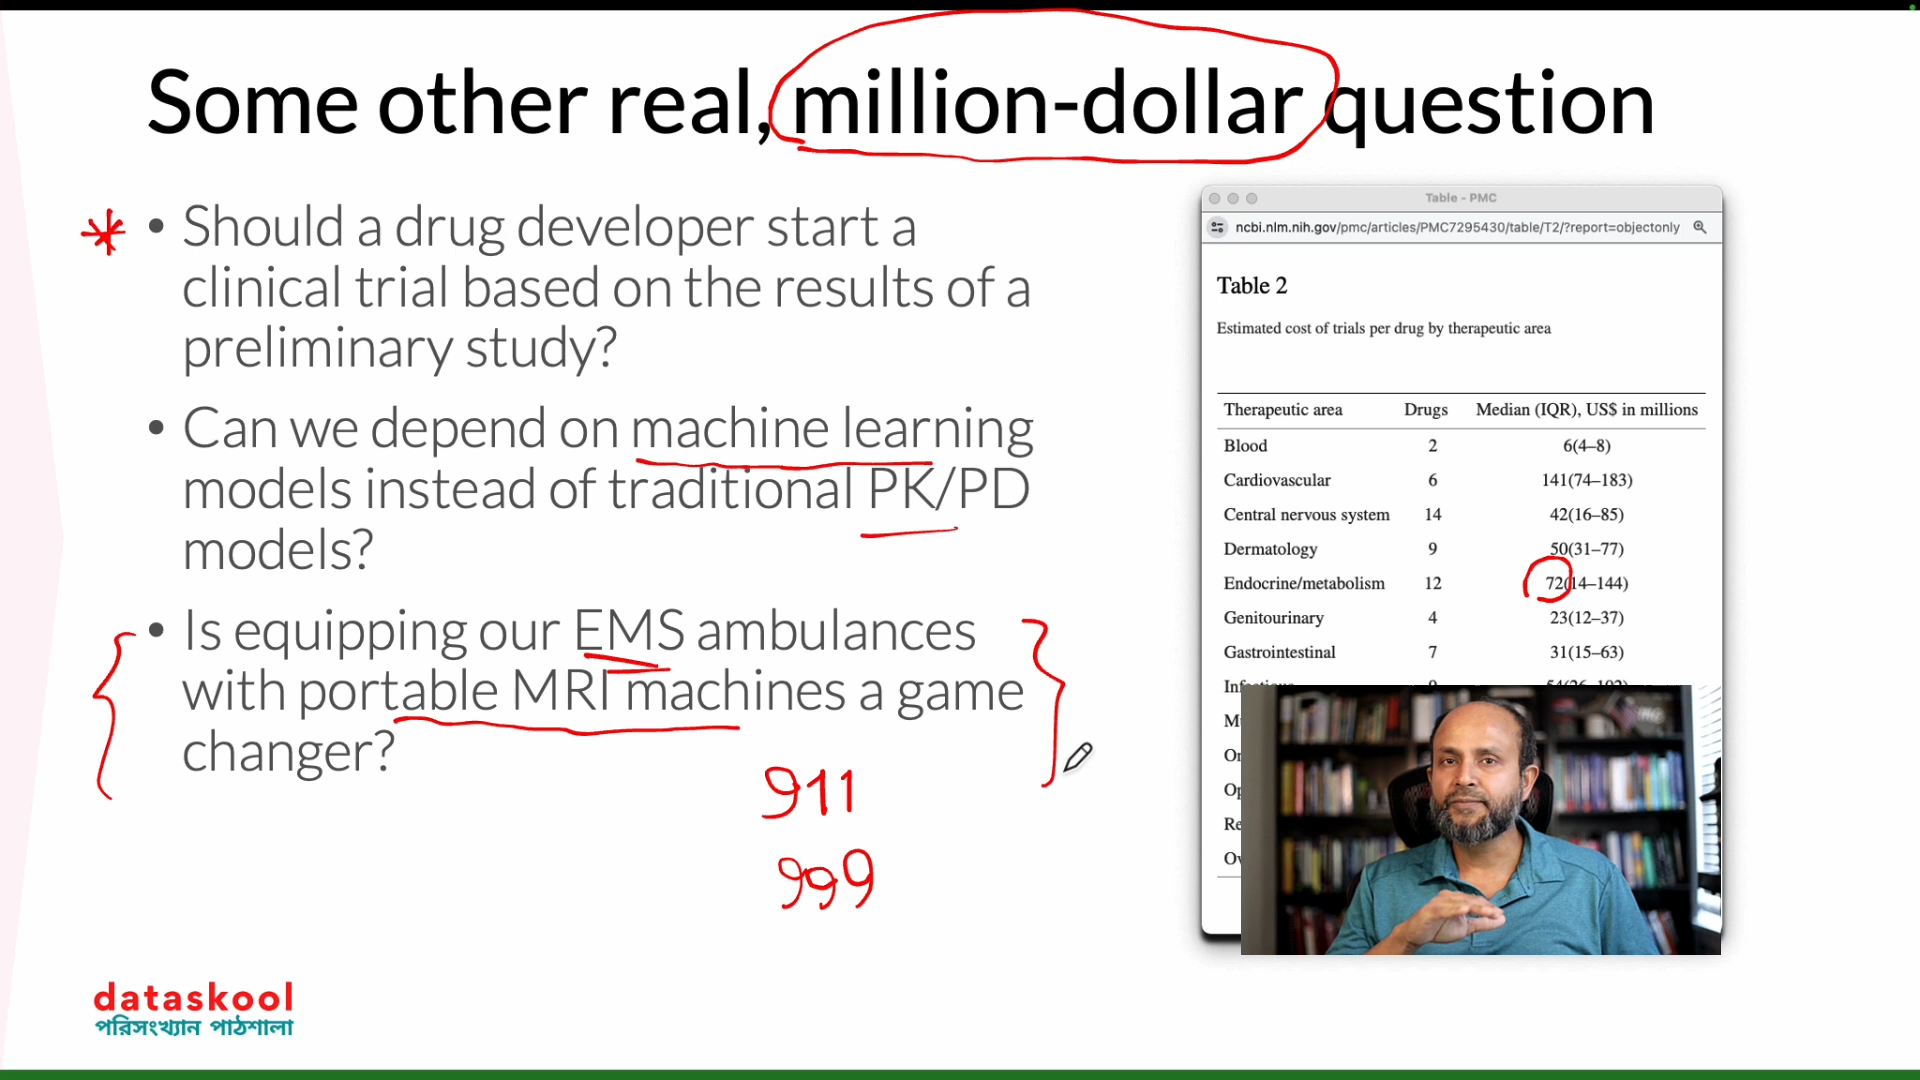 Some other real, million-dollar question
• Should a drug developer start a
clinical trial based on the results of a
preliminary study?
• Can we depend on machine learning
models instead of traditional PK/PD
models?
• Is equipping our EMS ambulances
with portable MRI machines a game
changer?
911
999
dataskool
পরিসংখ্যান পাঠশালা
Table - PMC
ncbi.nlm.nih.gov/pmc/articles/PMC7295430/table/T2/?report=objectonly
Table 2
Estimated cost of trials per drug by therapeutic area
Therapeutic area Drugs Median (IQR), US$ in millions
Blood 2 6(4–8)
Cardiovascular 6 141(74–183)
Central nervous system 14 42(16–85)
Dermatology 9 50(31–77)
Endocrine/metabolism 12 72(14–144)
Genitourinary 4 23(12–37)
Gastrointestinal 7 31(15–63)